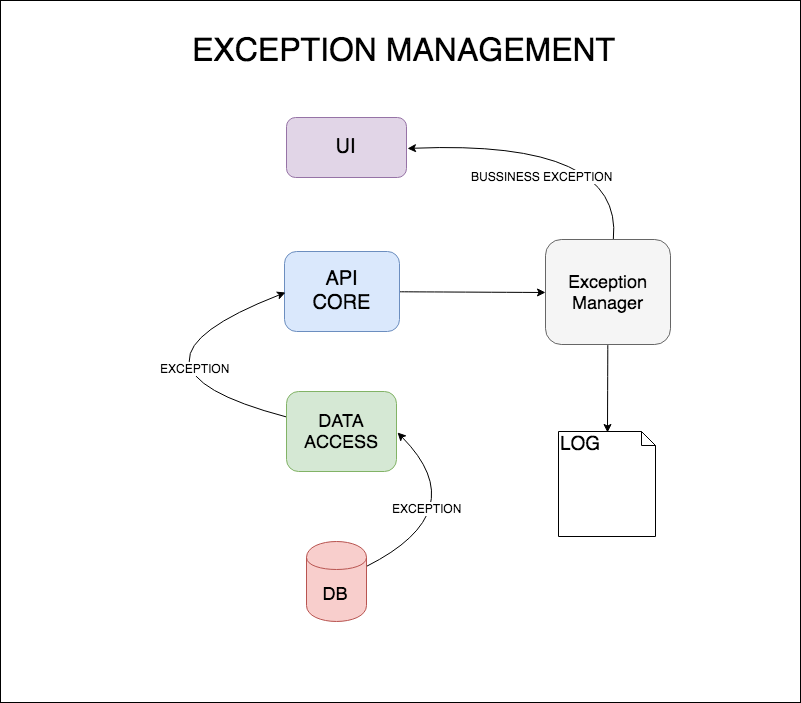 EXCEPTION MANAGEMENT
UI
BUSSINESS EXCEPTION
API
CORE
Exception
Manager
EXCEPTION
DATA
ACCESS
LOG
EXCEPTION
DB